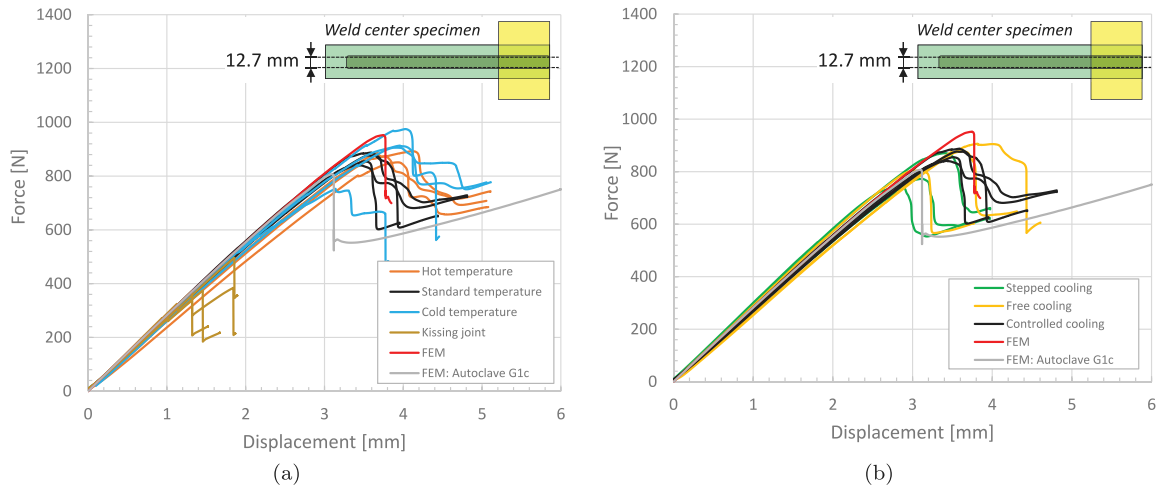 1400
1200
1000
800
600
400
200
0
Force [N]
Weld center specimen
12.7 mm
Hot temperature
Standard temperature
Cold temperature
Kissing joint
FEM
FEM: Autoclave G1c
0 1 2 3 4 5 6
Displacement [mm]
(a)
1400
1200
1000
800
600
400
200
0
Force [N]
Weld center specimen
12.7 mm
Stepped cooling
Free cooling
Controlled cooling
FEM
FEM: Autoclave G1c
0 1 2 3 4 5 6
Displacement [mm]
(b)